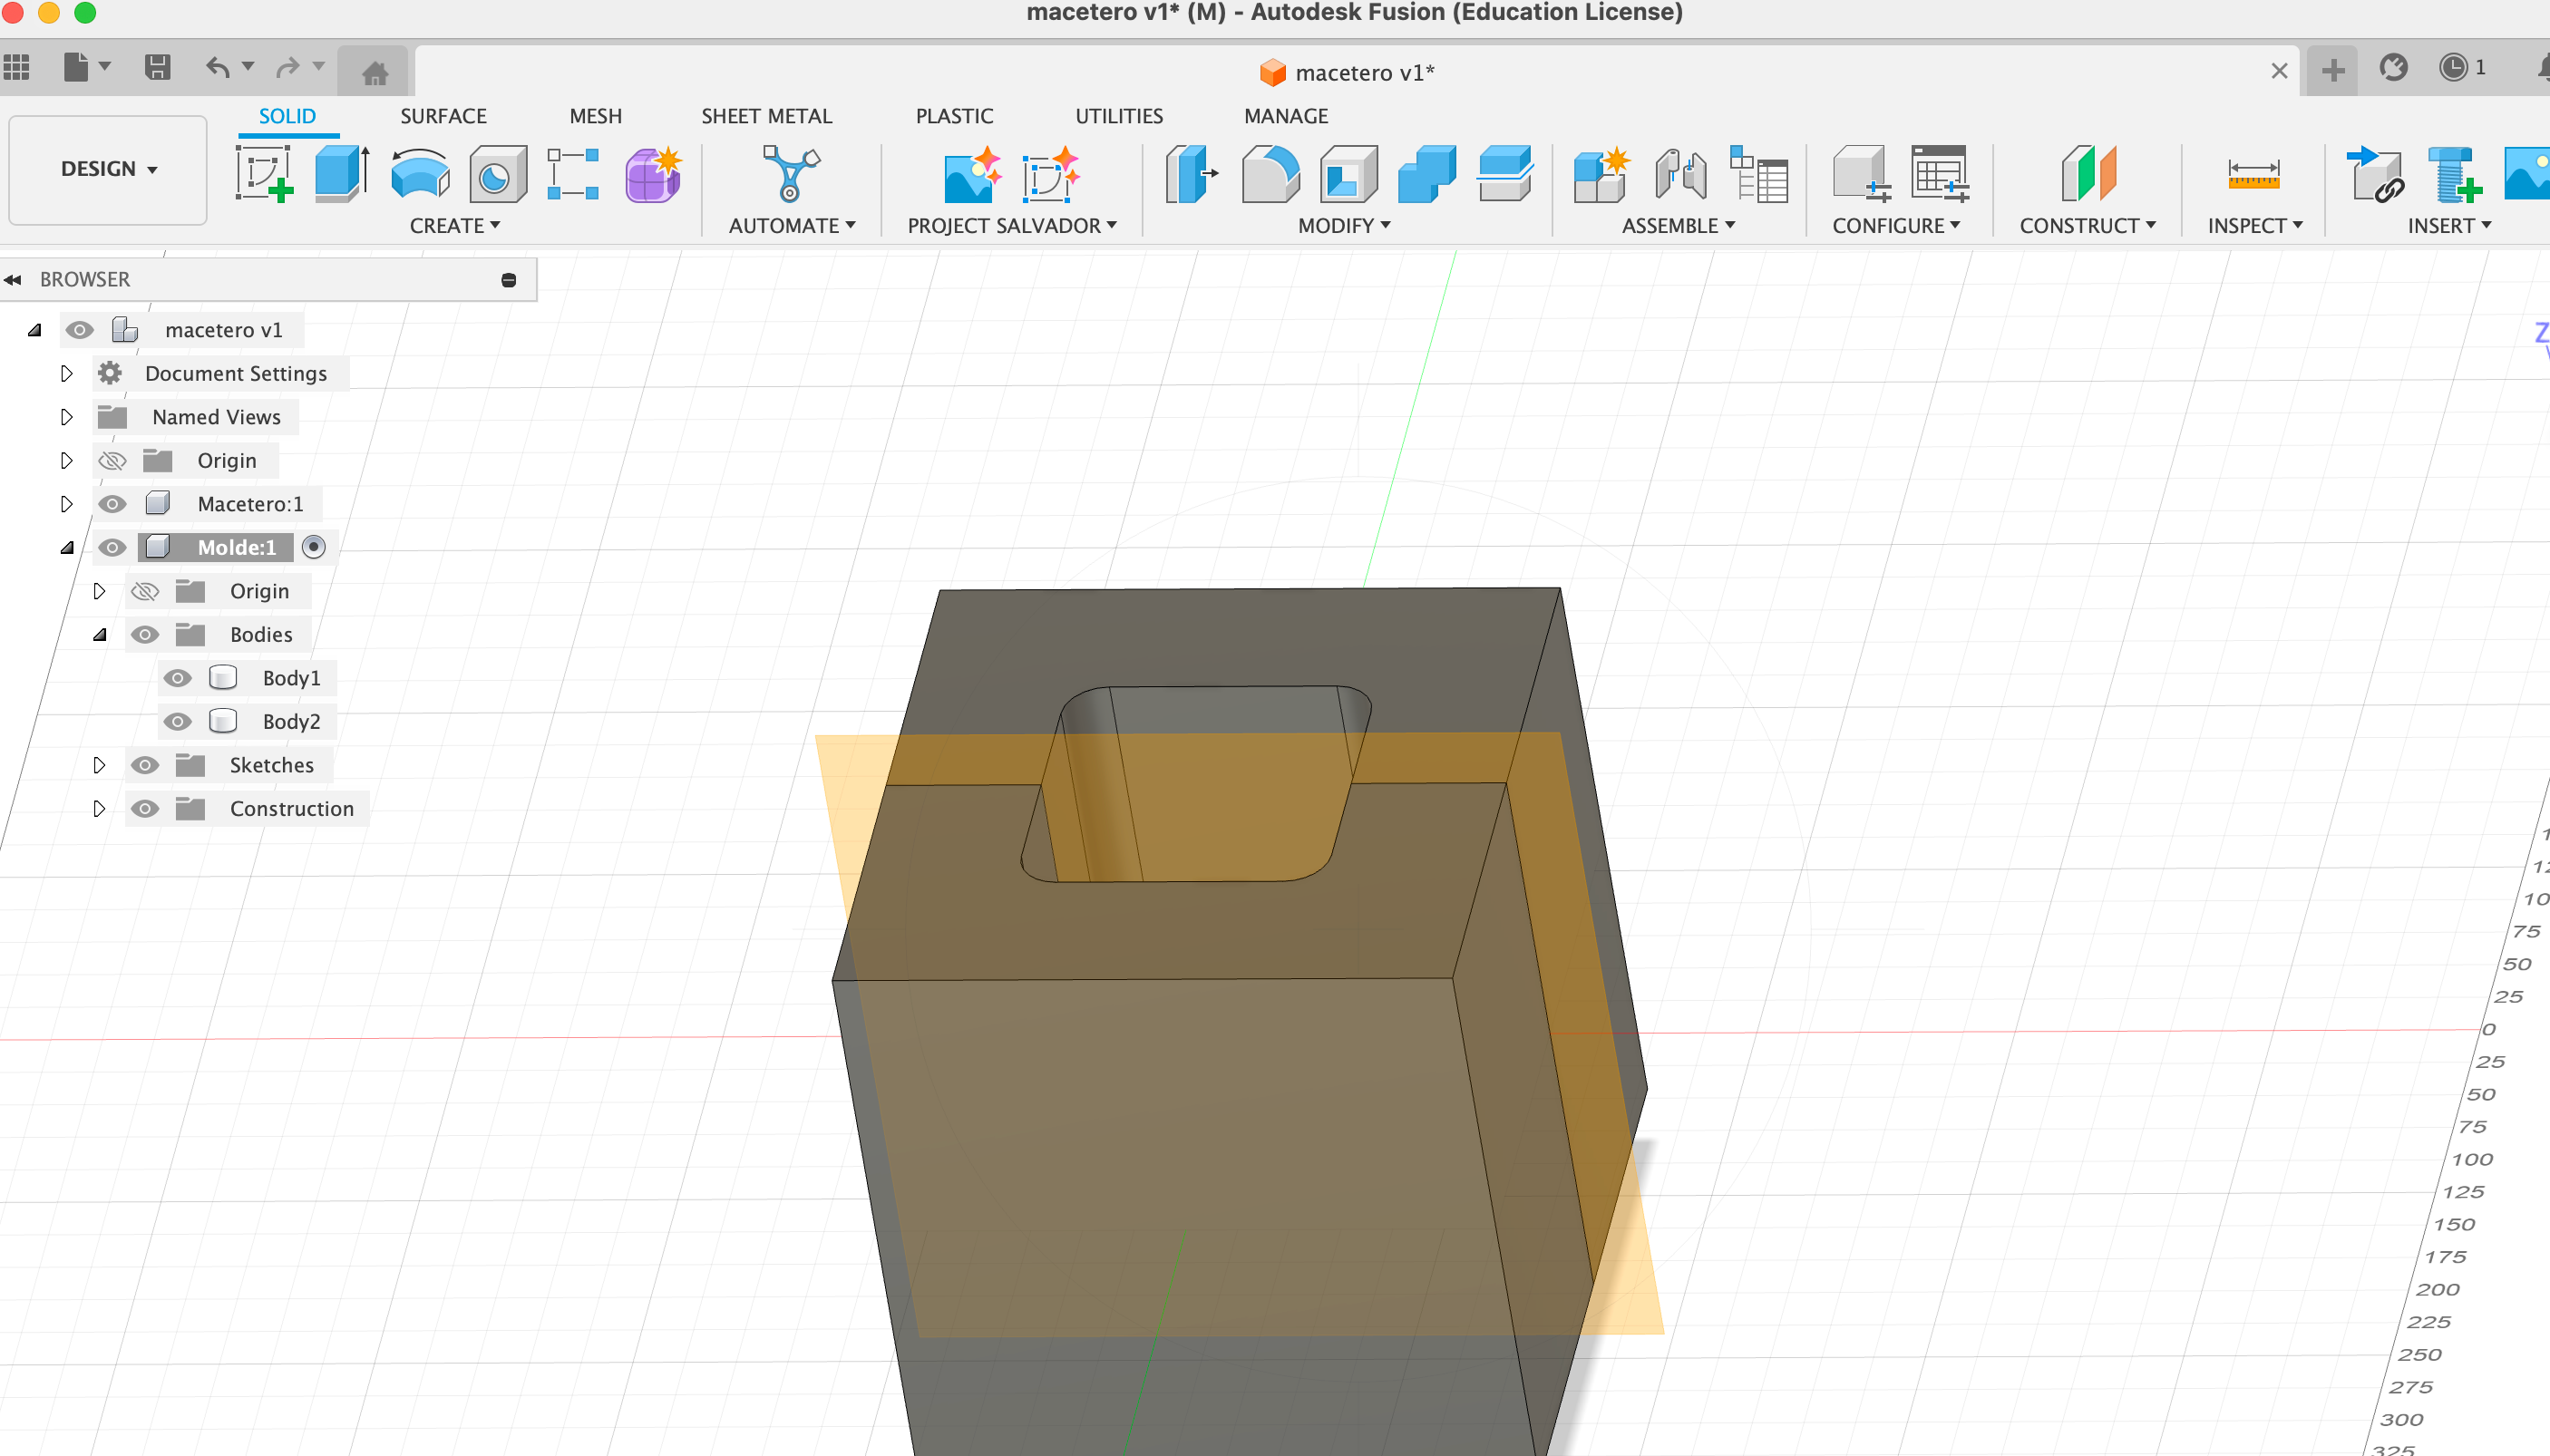 macetero v1* (M) - Autodesk Fusion (Education License)
macetero v1*
1
DESIGN
SOLID
SURFACE
MESH
SHEET METAL
PLASTIC
UTILITIES
MANAGE
CREATE
AUTOMATE
PROJECT SALVADOR
MODIFY
ASSEMBLE
CONFIGURE
CONSTRUCT
INSPECT
INSERT
BROWSER
macetero v1
Document Settings
Named Views
Origin
Macetero:1
Molde:1
Origin
Bodies
Body1
Body2
Sketches
Construction
Z
75
50
25
0
25
50
75
100
125
150
175
200
225
250
275
300
325